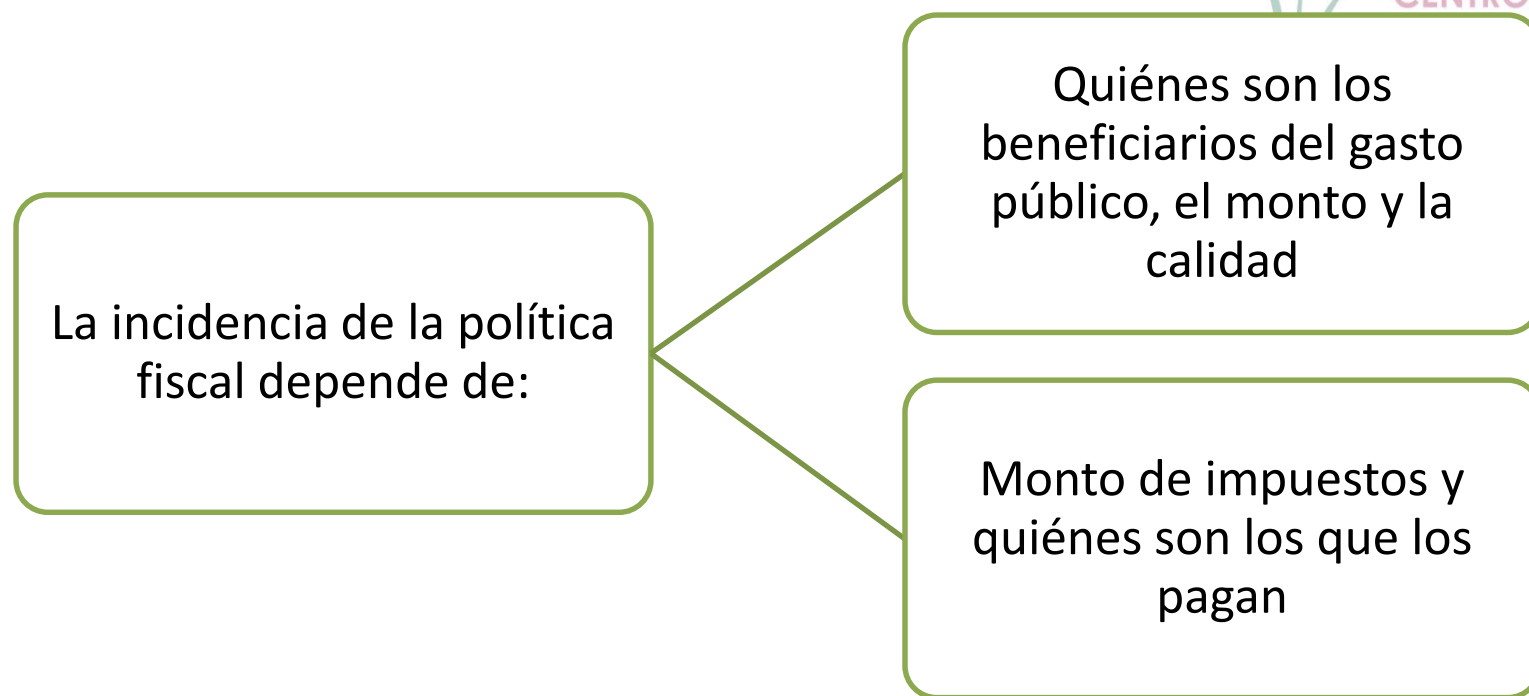 CENTRO
Quiénes son los
beneficiarios del gasto
público, el monto y la
calidad
La incidencia de la política
fiscal depende de:
Monto de impuestos y
quiénes son los que los
pagan